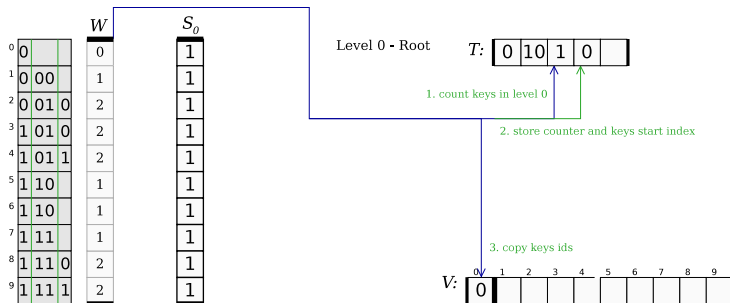 W S₀
Level 0 - Root T: 0 10 1 0
0 0 0 1
1 0 00 1 1
1. count keys in level 0
2 0 01 0 2 1
2. store counter and keys start index
3 1 01 0 2 1
4 1 01 1 2 1
5 1 10 1 1
6 1 10 1 1
7 1 11 1 1
3. copy keys ids
8 1 11 0 2 1
0 1 2 3 4 5 6 7 8 9
9 1 11 1 2 1
V: 0